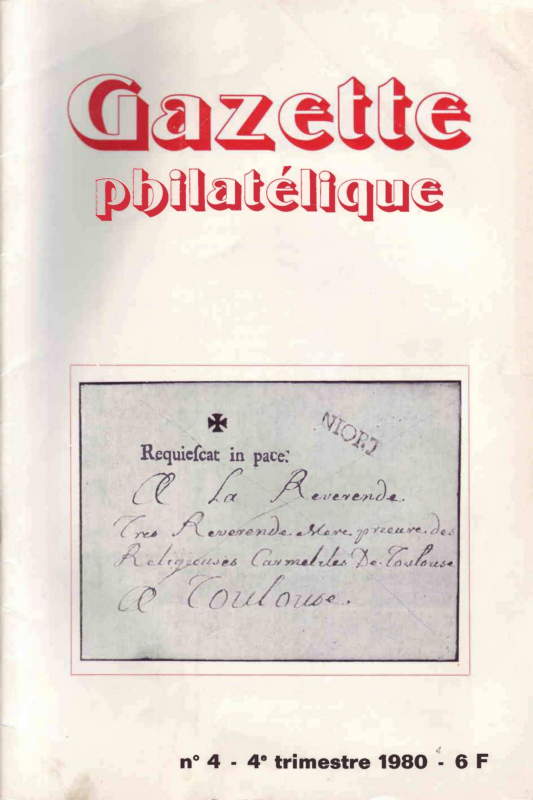 Gazette
philatélique
NIORT
Requieſcat in pace:
A La Reverende
Tres Reverende Mere prieure des
Religieuses Carmelites De Toulouse
A Toulouse.
n° 4 - 4e trimestre 1980 - 6 F